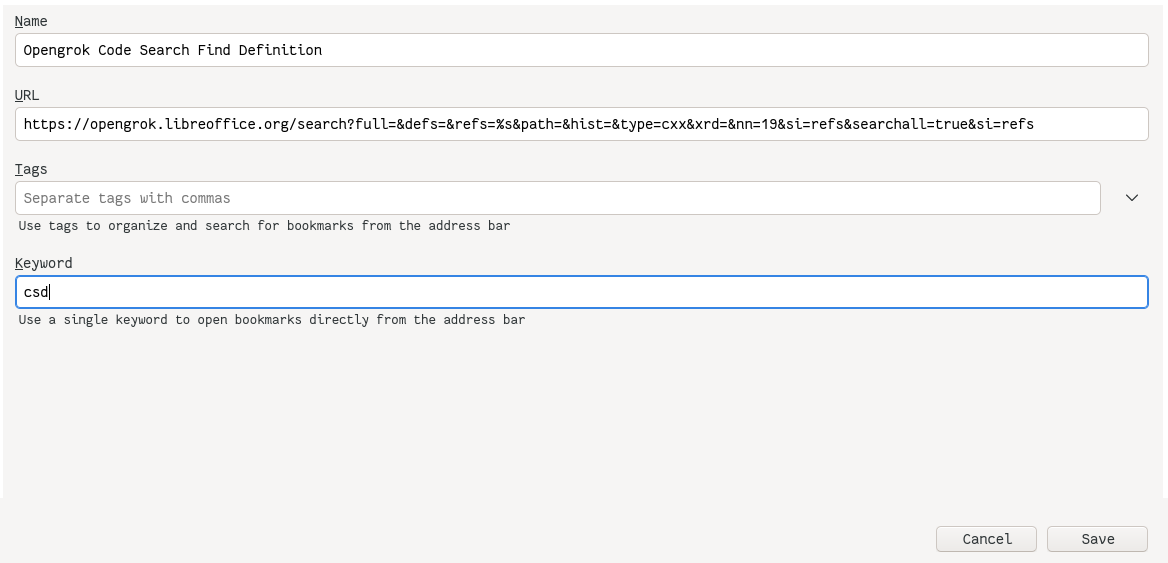 Name
Opengrok Code Search Find Definition
URL
https://opengrok.libreoffice.org/search?full=&defs=&refs=%s&path=&hist=&type=cxx&xrd=&nn=19&si=refs&searchall=true&si=refs
Tags
Separate tags with commas
Use tags to organize and search for bookmarks from the address bar
Keyword
csd
Use a single keyword to open bookmarks directly from the address bar
Cancel Save